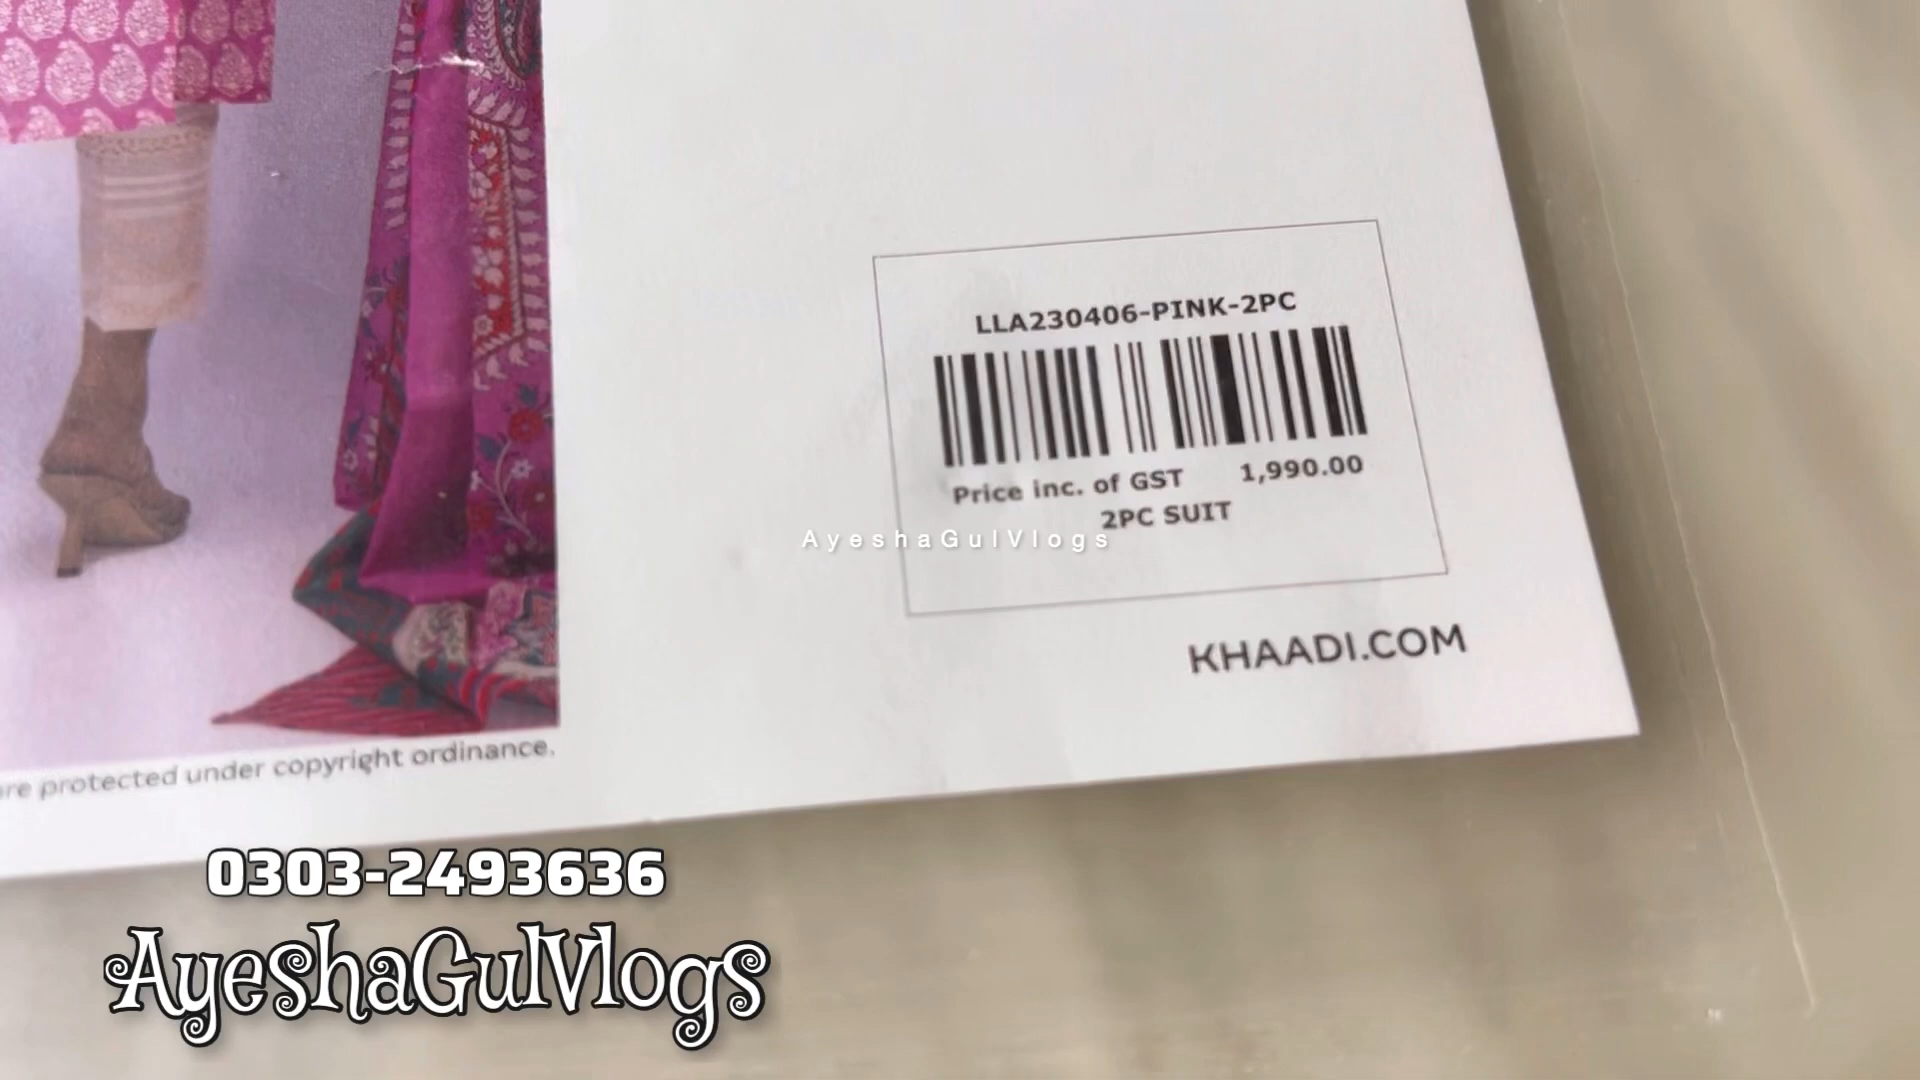 LLA230406-PINK-2PC
Price inc. of GST 1,990.00
2PC SUIT
AyeshaGulVlogs
KHAADI.COM
are protected under copyright ordinance.
0303-2493636
AyeshaGulVlogs